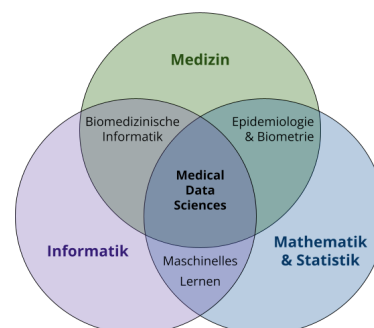 Medizin
Biomedizinische
Informatik
Epidemiologie
& Biometrie
Medical
Data
Sciences
Informatik
Mathematik
& Statistik
Maschinelles
Lernen